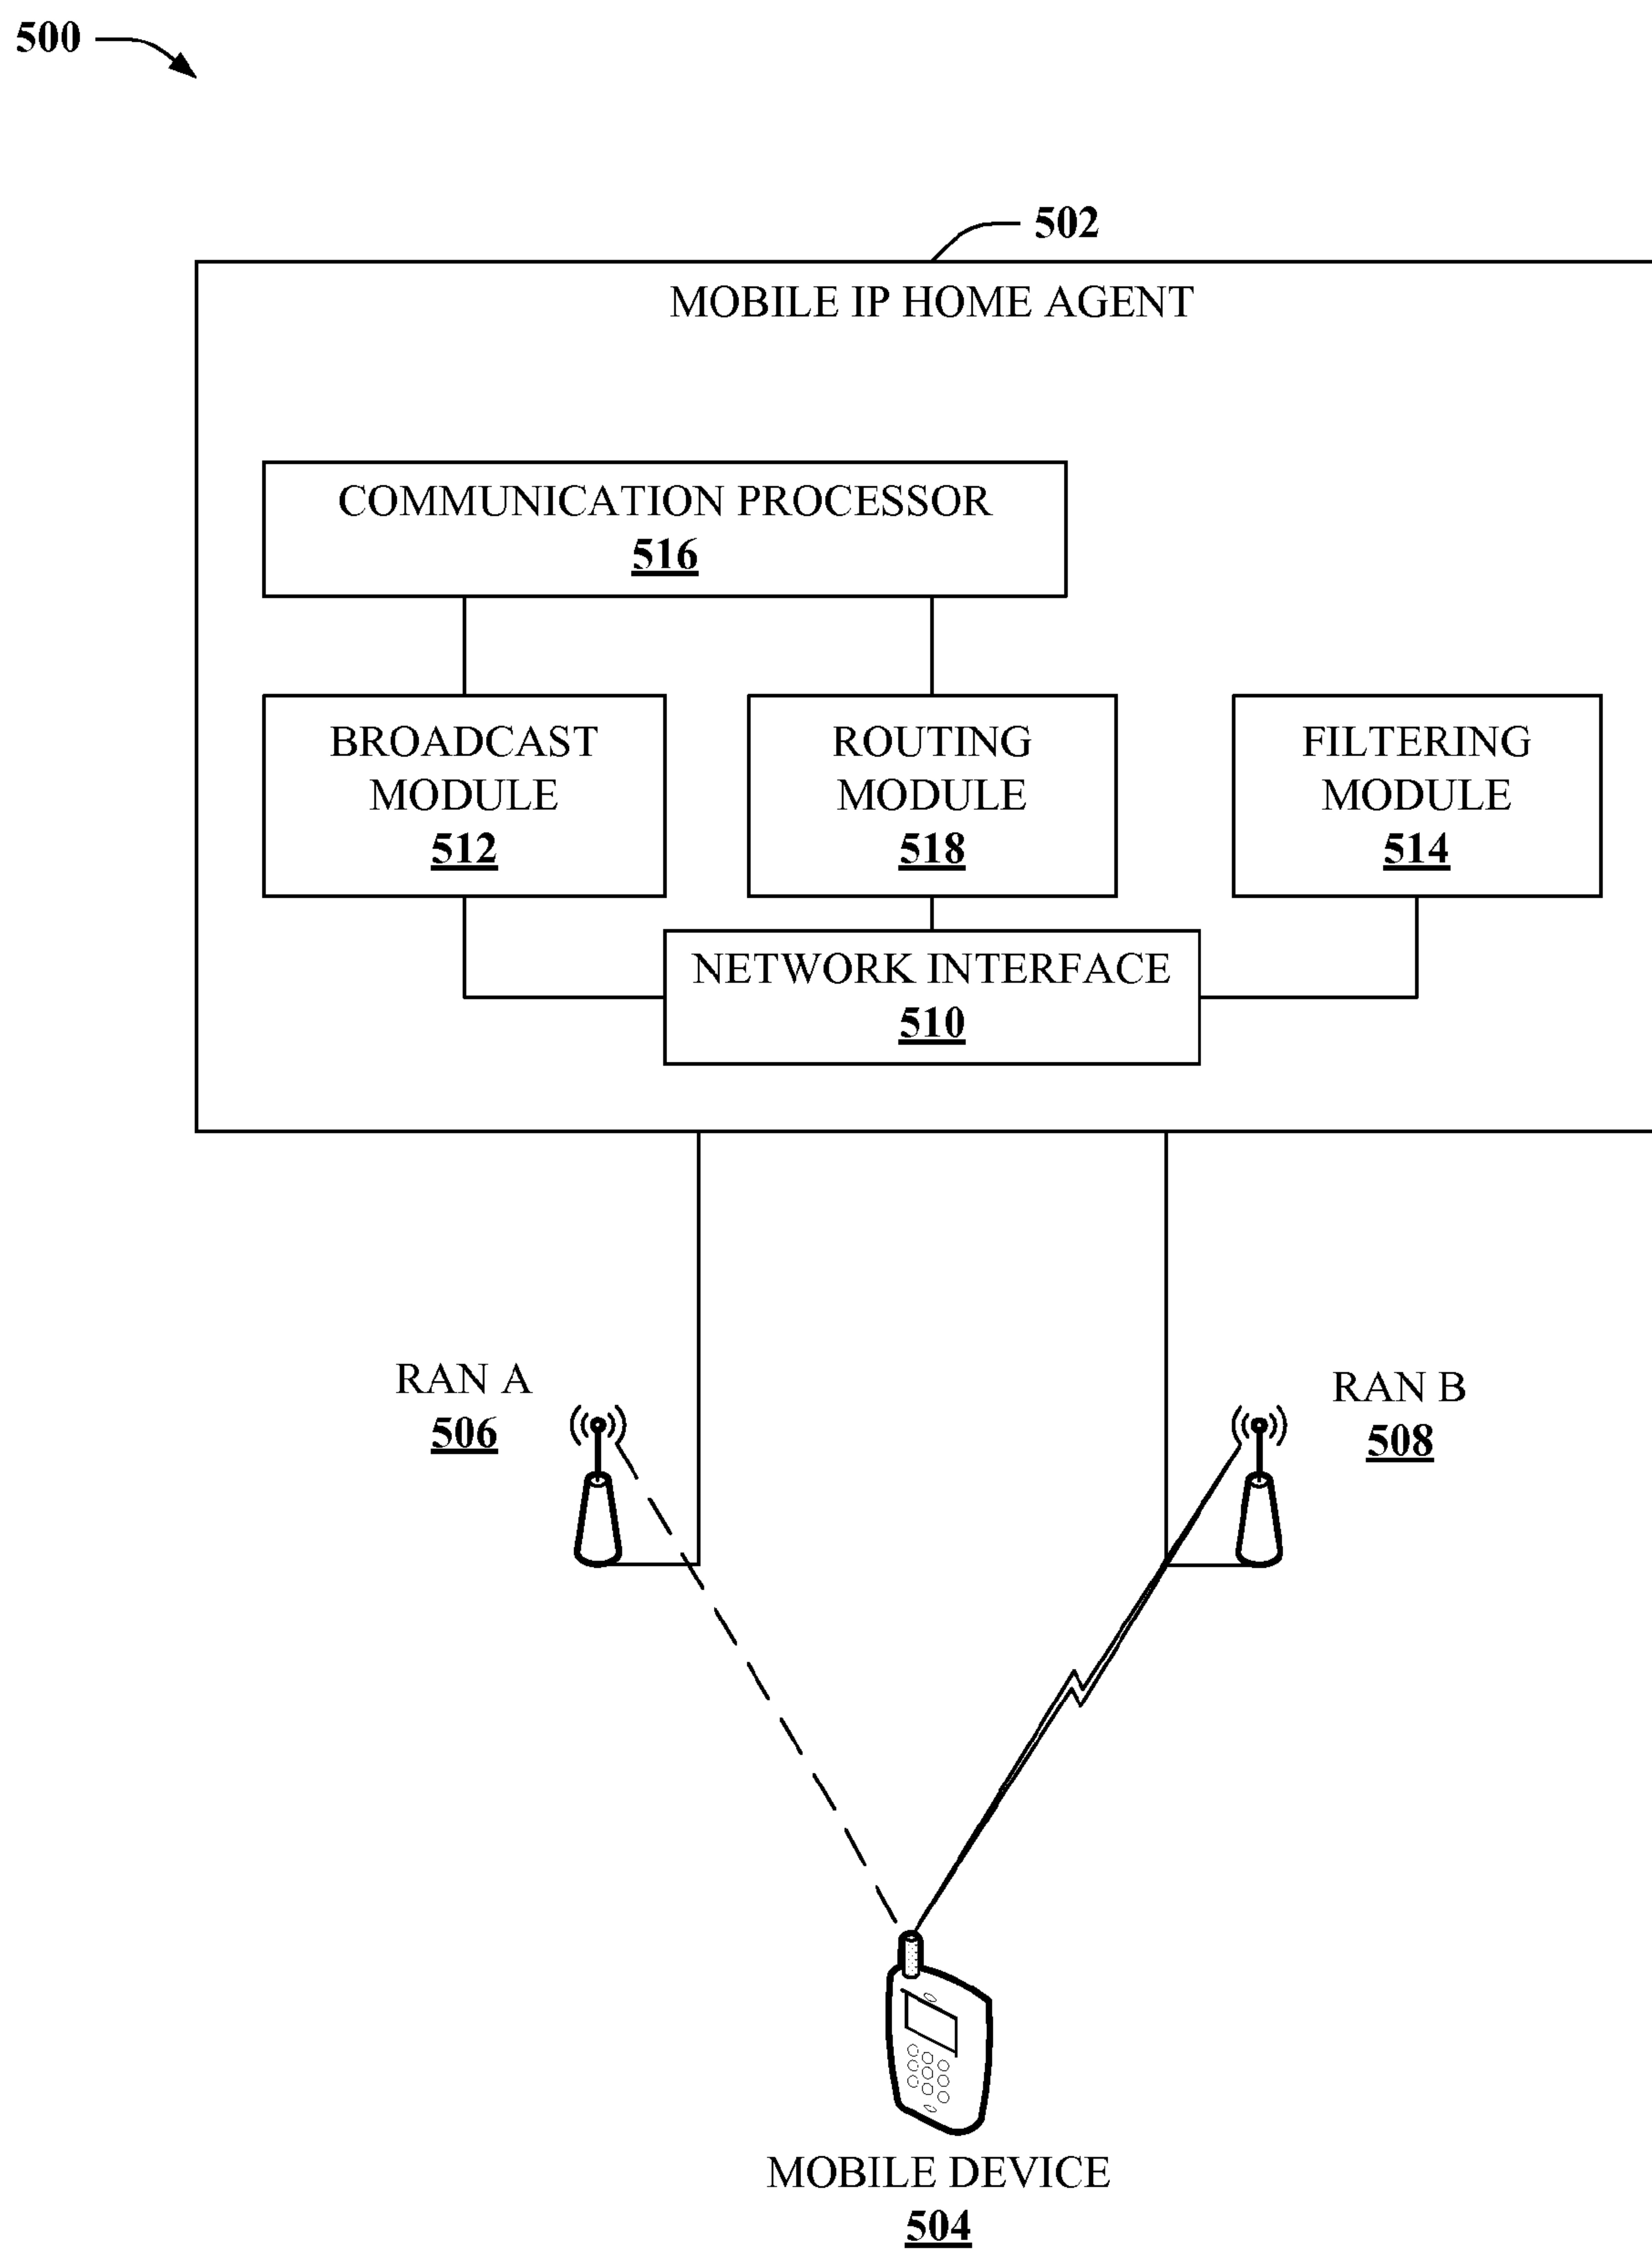 500
502
MOBILE IP HOME AGENT
COMMUNICATION PROCESSOR
516
BROADCAST
MODULE
512
ROUTING
MODULE
518
FILTERING
MODULE
514
NETWORK INTERFACE
510
RAN A
506
RAN B
508
MOBILE DEVICE
504